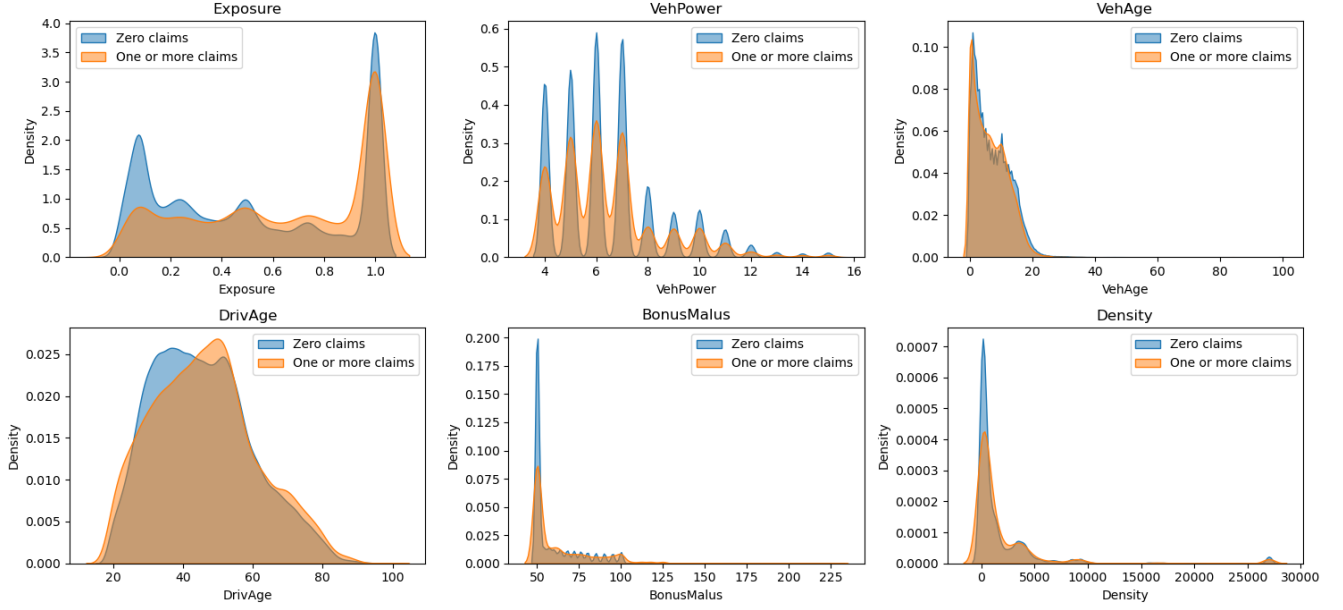 Exposure
4.0
3.5
3.0
2.5
2.0
1.5
1.0
0.5
0.0
Density
Zero claims
One or more claims
0.0 0.2 0.4 0.6 0.8 1.0
Exposure
VehPower
0.6
0.5
0.4
0.3
0.2
0.1
0.0
Density
Zero claims
One or more claims
4 6 8 10 12 14 16
VehPower
VehAge
0.10
0.08
0.06
0.04
0.02
0.00
Density
Zero claims
One or more claims
0 20 40 60 80 100
VehAge
DrivAge
0.025
0.020
0.015
0.010
0.005
0.000
Density
Zero claims
One or more claims
20 40 60 80 100
DrivAge
BonusMalus
0.200
0.175
0.150
0.125
0.100
0.075
0.050
0.025
0.000
Density
Zero claims
One or more claims
50 75 100 125 150 175 200 225
BonusMalus
Density
0.0007
0.0006
0.0005
0.0004
0.0003
0.0002
0.0001
0.0000
Density
Zero claims
One or more claims
0 5000 10000 15000 20000 25000 30000
Density